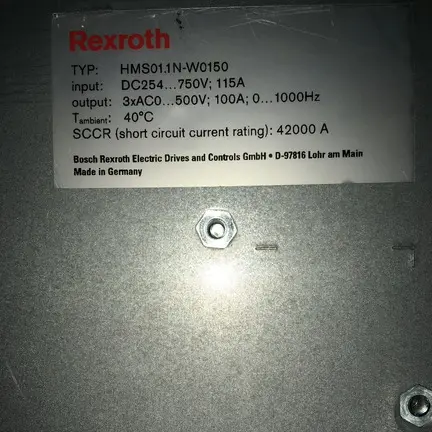 Rexroth
TYP: HMS01.1N-W0150
input: DC254...750V; 115A
output: 3xAC0...500V; 100A; 0...1000Hz
Tambient: 40°C
SCCR (short circuit current rating): 42000 A
Bosch Rexroth Electric Drives and Controls GmbH • D-97816 Lohr am Main
Made in Germany